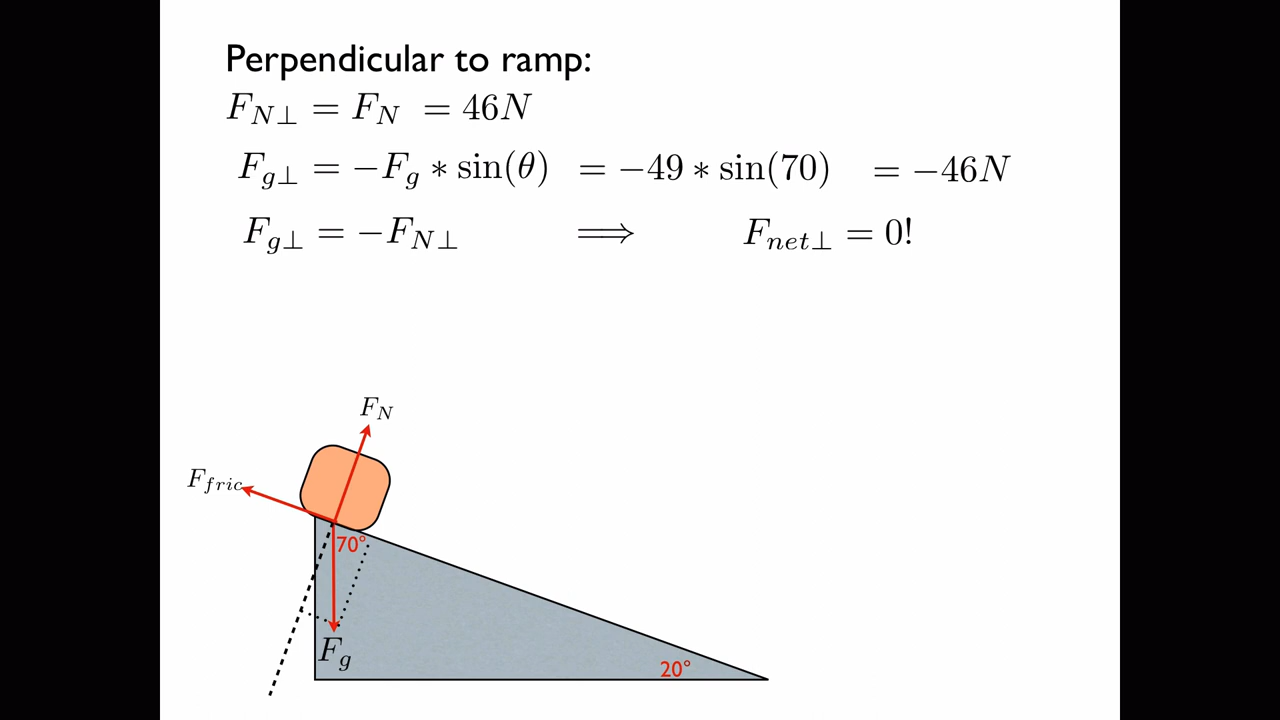 Perpendicular to ramp:
F_{N⊥} = F_N = 46N
F_{g⊥} = −F_g * sin(θ) = −49 * sin(70) = −46N
F_{g⊥} = −F_{N⊥} ⟹ F_{net⊥} = 0!
F_N
F_{fric}
70°
F_g
20°